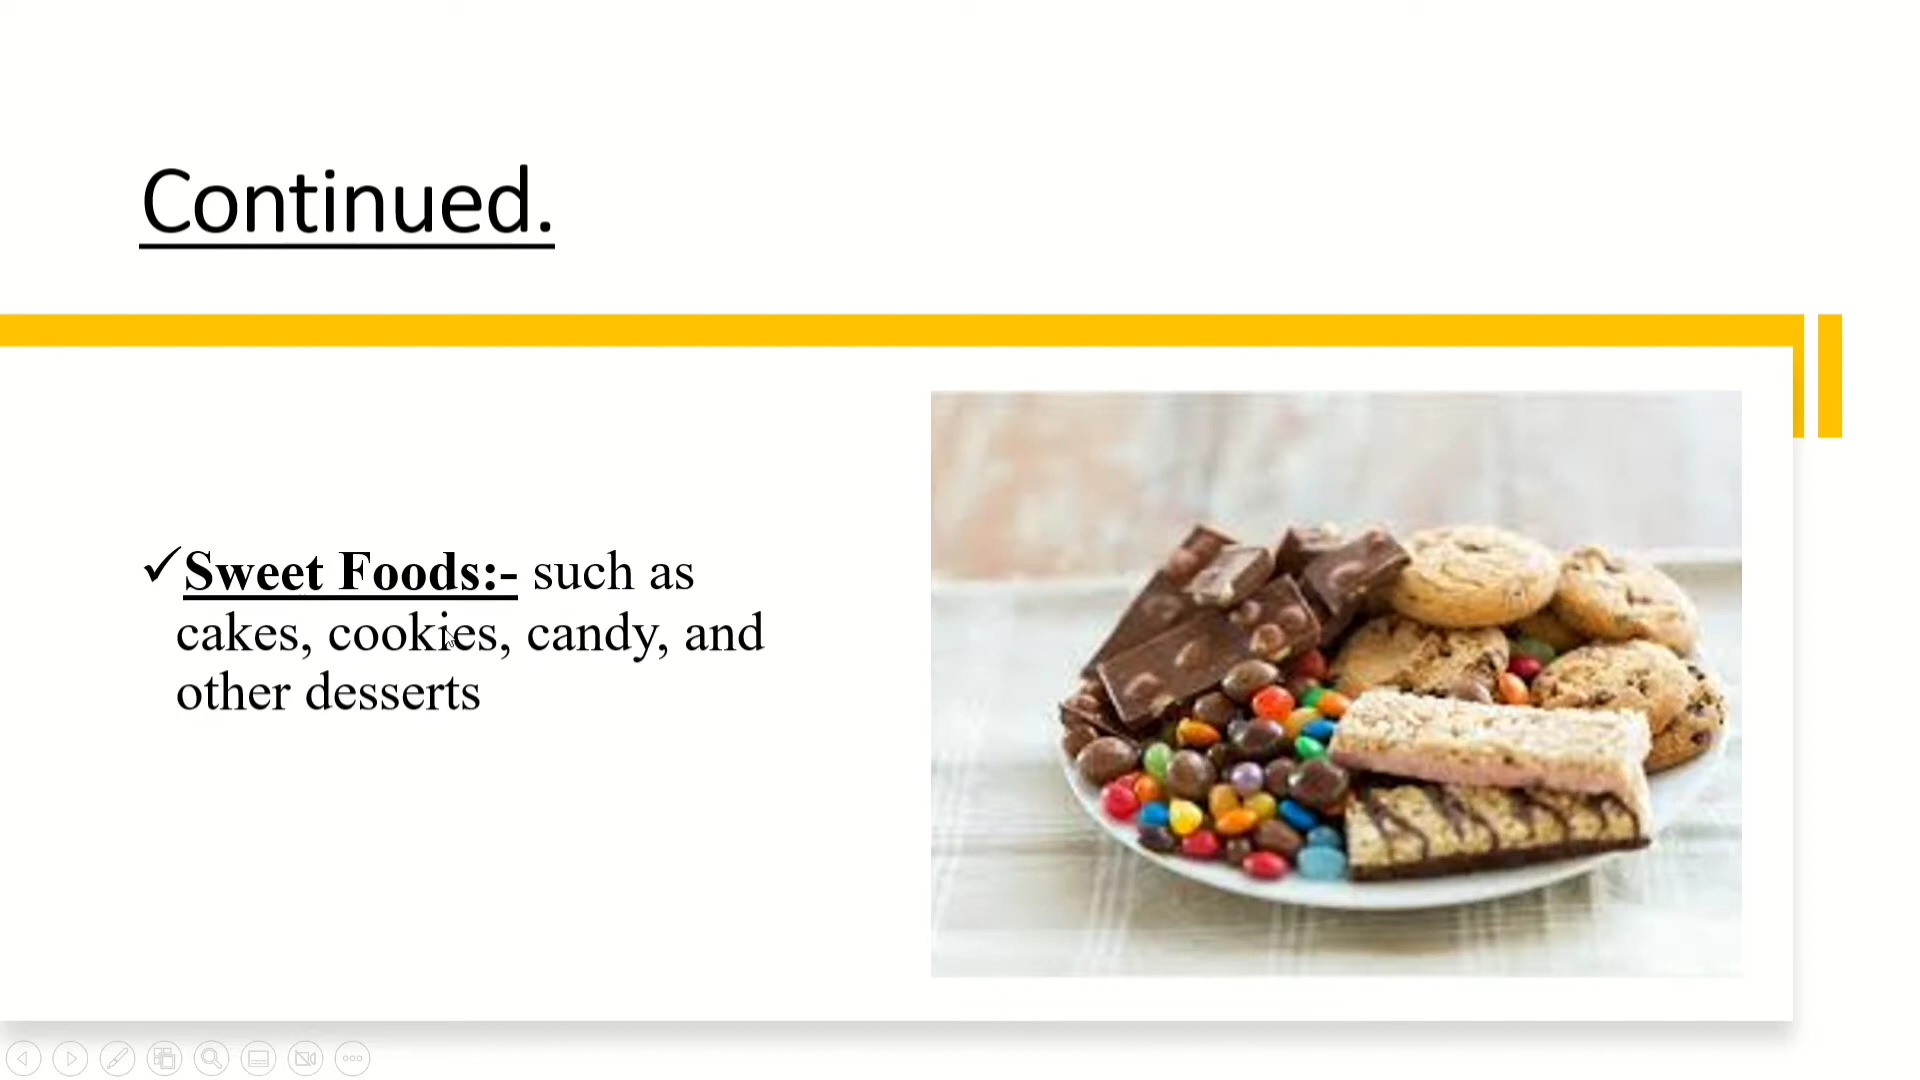 Continued.
✓Sweet Foods:- such as
cakes, cookies, candy, and
other desserts